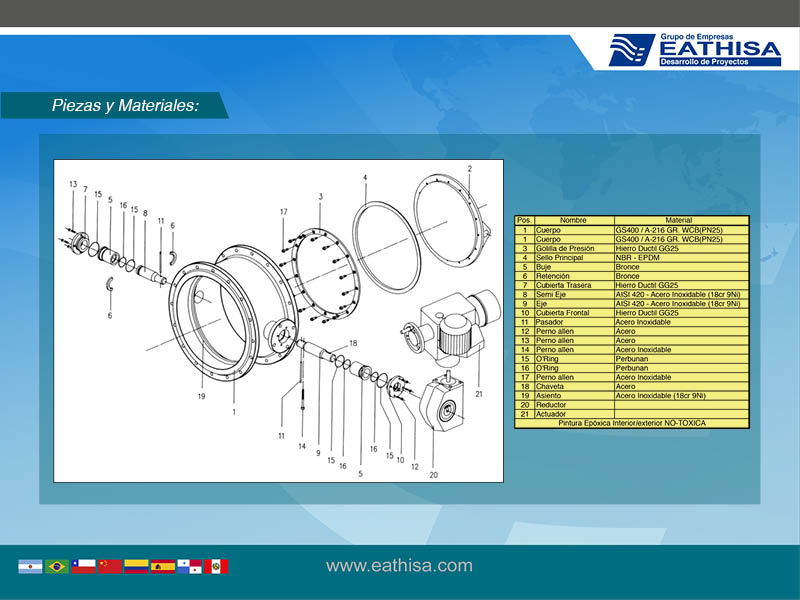 Grupo de Empresas
EATHISA
Desarrollo de Proyectos
Piezas y Materiales:
13 7 15 5 16 15 8 11 6
17 3 4 2
6
18
19 1
11 14 9 15 16 5 16 15 10 12 20 21
Pos. Nombre Material
1 Cuerpo GS400 / A-216 GR. WCB(PN25)
1 Cuerpo GS400 / A-216 GR. WCB(PN25)
3 Golilla de Presión Hierro Ductil GG25
4 Sello Principal NBR - EPDM
5 Buje Bronce
6 Retención Bronce
7 Cubierta Trasera Hierro Ductil GG25
8 Semi Eje AISI 420 - Acero Inoxidable (18cr 9Ni)
9 Eje AISI 420 - Acero Inoxidable (18cr 9Ni)
10 Cubierta Frontal Hierro Ductil GG25
11 Pasador Acero Inoxidable
12 Perno allen Acero
13 Perno allen Acero
14 Perno allen Acero Inoxidable
15 O'Ring Perbunan
16 O'Ring Perbunan
17 Perno allen Acero Inoxidable
18 Chaveta Acero
19 Asiento Acero Inoxidable (18cr 9Ni)
20 Reductor
21 Actuador
Pintura Epóxica Interior/exterior NO-TOXICA
www.eathisa.com